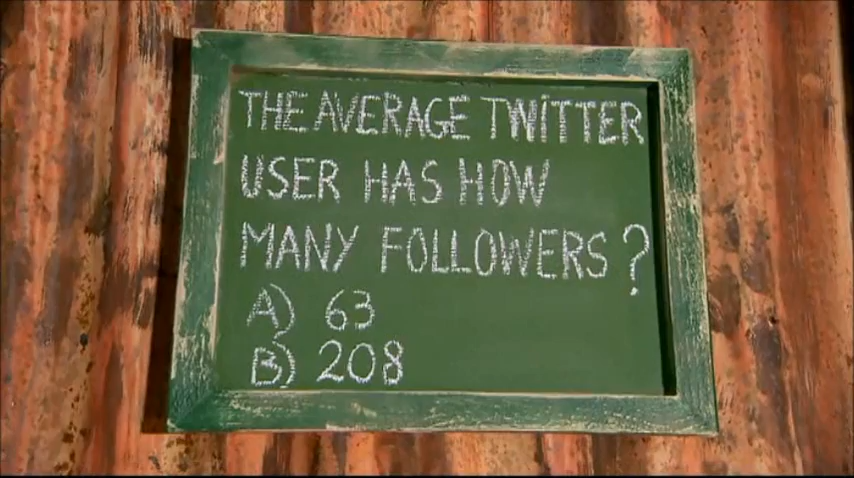 THE AVERAGE TWITTER
USER HAS HOW
MANY FOLLOWERS?
A) 63
B) 208